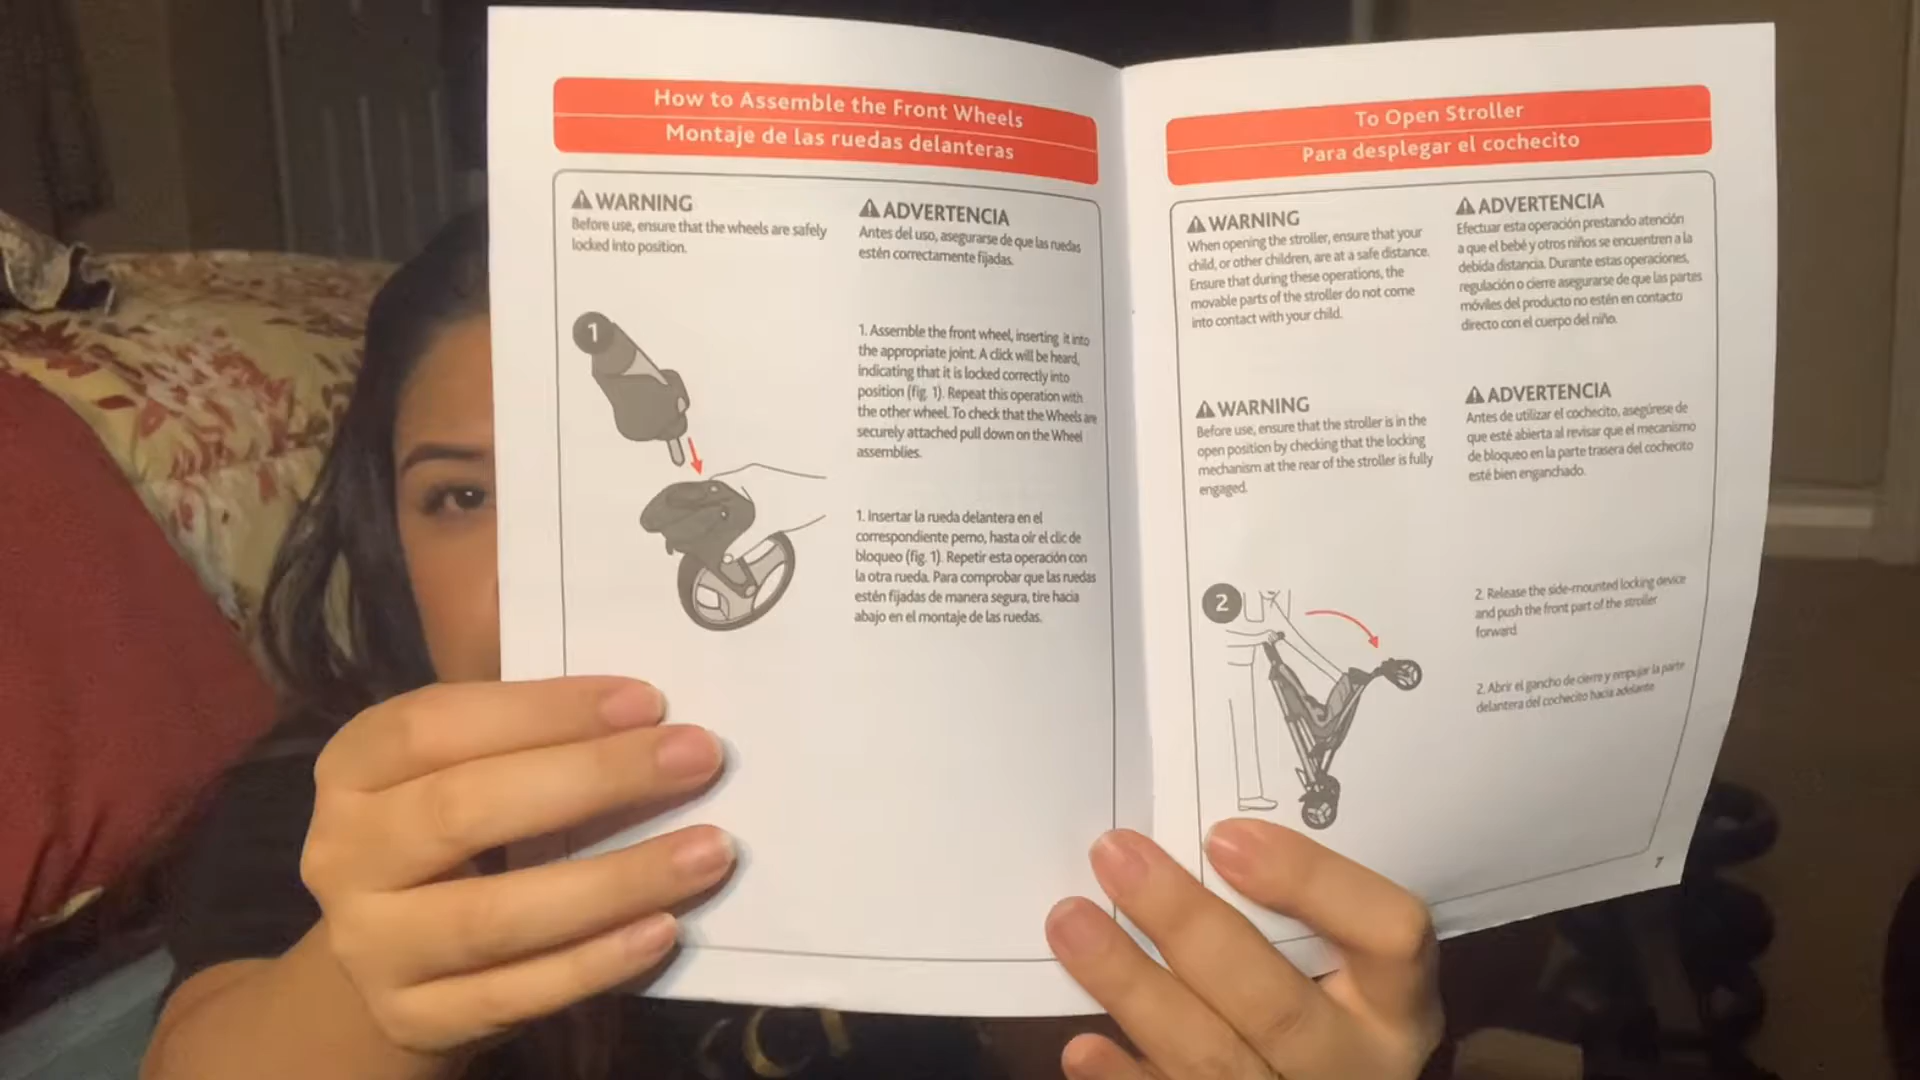 How to Assemble the Front Wheels
Montaje de las ruedas delanteras
WARNING
Before use, ensure that the wheels are safely
locked into position.
ADVERTENCIA
Antes del uso, asegurarse de que las ruedas
estén correctamente fijadas.
1
1. Assemble the front wheel, inserting it into
the appropriate joint. A click will be heard,
indicating that it is locked correctly into
position (fig. 1). Repeat this operation with
the other wheel. To check that the Wheels are
securely attached pull down on the Wheel
assemblies.
1. Insertar la rueda delantera en el
correspondiente perno, hasta oír el clic de
bloqueo (fig. 1). Repetir esta operación con
la otra rueda. Para comprobar que las ruedas
estén fijadas de manera segura, tire hacia
abajo en el montaje de las ruedas.
To Open Stroller
Para desplegar el cochecito
WARNING
When opening the stroller, ensure that your
child, or other children, are at a safe distance.
Ensure that during these operations, the
movable parts of the stroller do not come
into contact with your child.
ADVERTENCIA
Efectuar esta operación prestando atención
a que el bebé y otros niños se encuentren a la
debida distancia. Durante estas operaciones,
regulación o cierre asegurarse de que las partes
móviles del producto no estén en contacto
directo con el cuerpo del niño.
WARNING
Before use, ensure that the stroller is in the
open position by checking that the locking
mechanism at the rear of the stroller is fully
engaged.
ADVERTENCIA
Antes de utilizar el cochecito, asegúrese de
que esté abierta al revisar que el mecanismo
de bloqueo en la parte trasera del cochecito
esté bien enganchado.
2
2. Release the side-mounted locking device
and push the front part of the stroller
forward.
2. Abrir el gancho de cierre y empujar la parte
delantera del cochecito hacia adelante
7